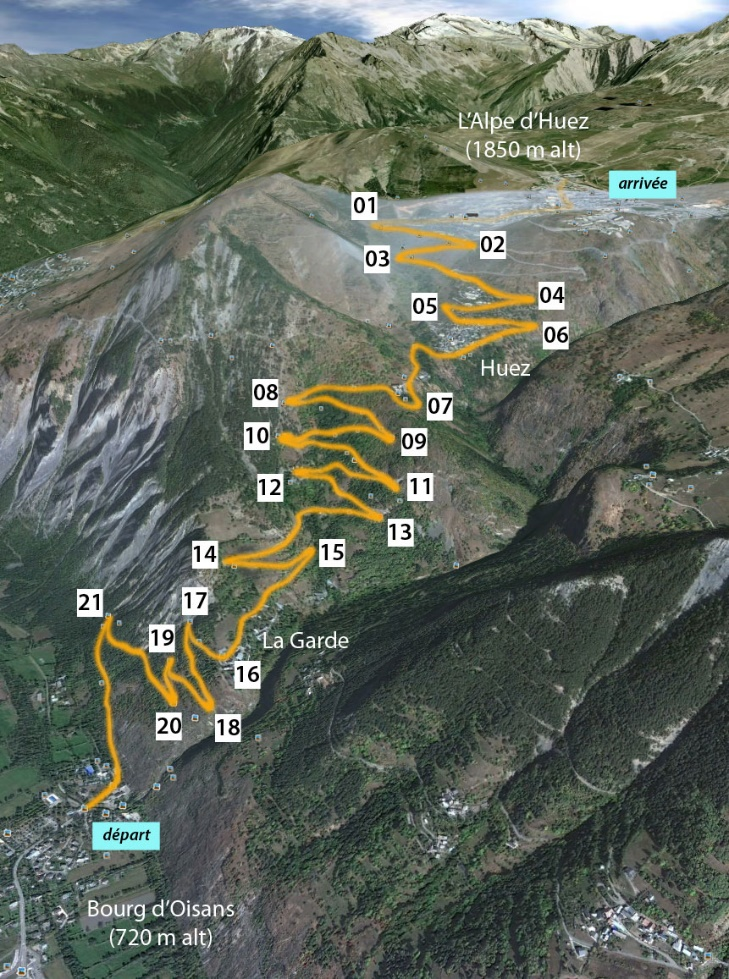 L'Alpe d'Huez
(1850 m alt)
arrivée
01
02
03
04
05
06
Huez
08
07
10
09
12
11
13
14
15
21
17
19
La Garde
16
20
18
départ
Bourg d'Oisans
(720 m alt)